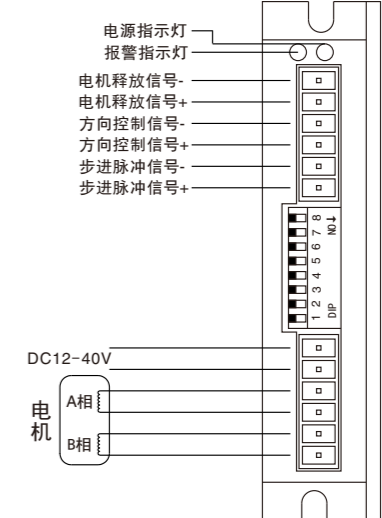 电源指示灯
报警指示灯
电机释放信号-
电机释放信号+
方向控制信号-
方向控制信号+
步进脉冲信号-
步进脉冲信号+
1 2 3 4 5 6 7 8
DIP NO↓
DC12-40V
电机
A相
B相